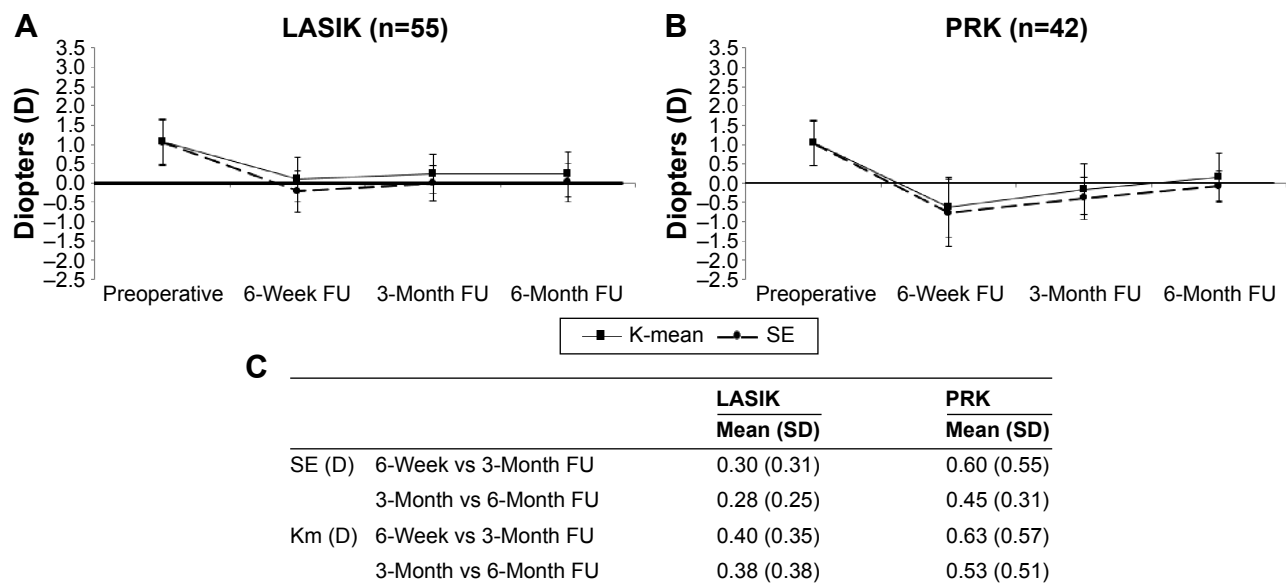 A
LASIK (n=55)
Diopters (D)
3.5
3.0
2.5
2.0
1.5
1.0
0.5
0.0
–0.5
–1.0
–1.5
–2.0
–2.5
Preoperative 6-Week FU 3-Month FU 6-Month FU
B
PRK (n=42)
Diopters (D)
3.5
3.0
2.5
2.0
1.5
1.0
0.5
0.0
–0.5
–1.0
–1.5
–2.0
–2.5
Preoperative 6-Week FU 3-Month FU 6-Month FU
K-mean SE
C
LASIK PRK
Mean (SD) Mean (SD)
SE (D) 6-Week vs 3-Month FU 0.30 (0.31) 0.60 (0.55)
3-Month vs 6-Month FU 0.28 (0.25) 0.45 (0.31)
Km (D) 6-Week vs 3-Month FU 0.40 (0.35) 0.63 (0.57)
3-Month vs 6-Month FU 0.38 (0.38) 0.53 (0.51)